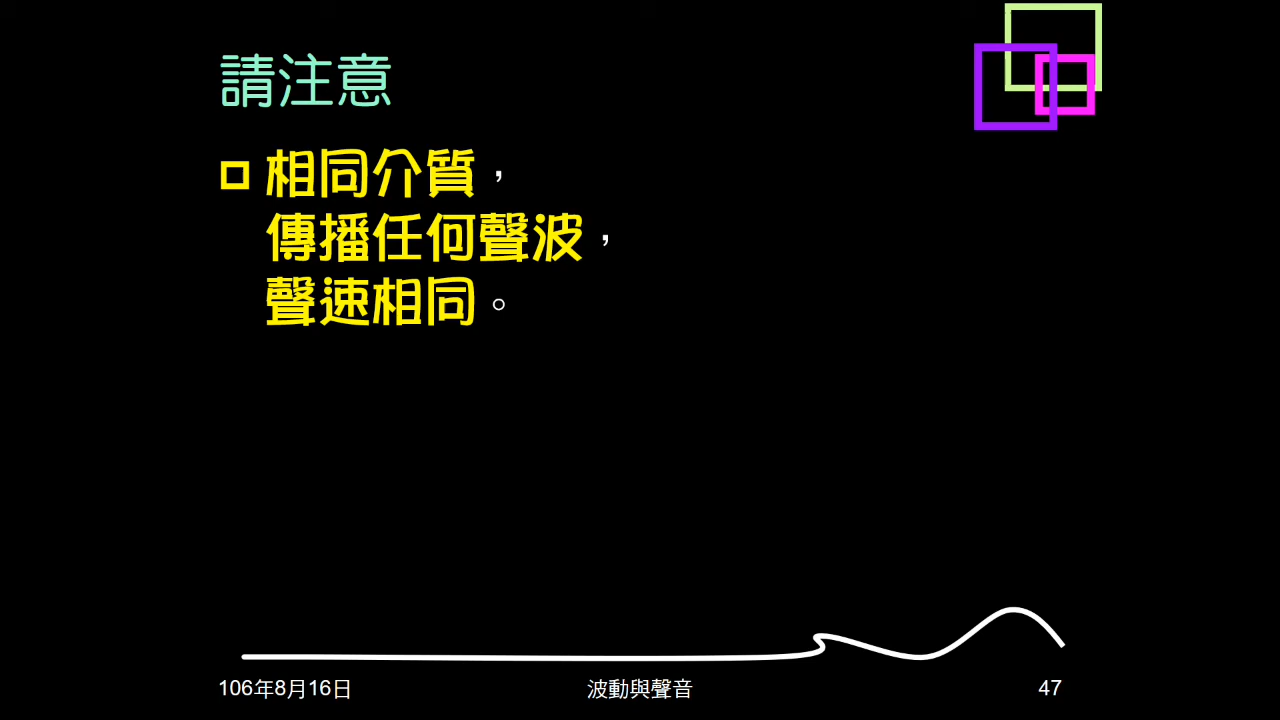 請注意
相同介質，
傳播任何聲波，
聲速相同。
106年8月16日
波動與聲音
47